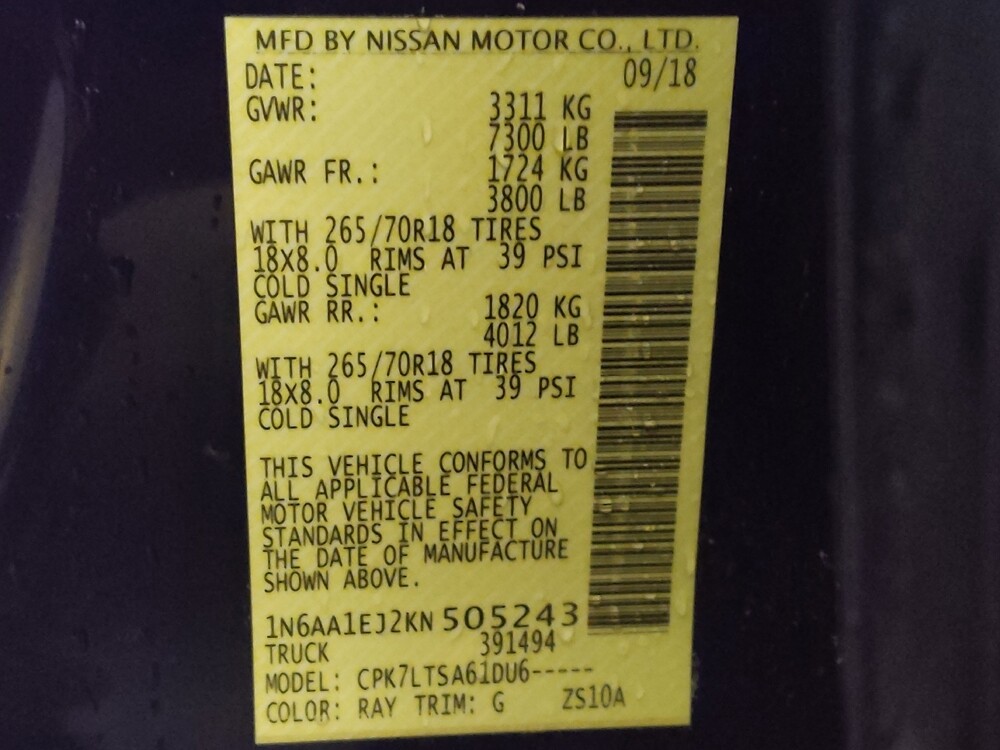 MFD BY NISSAN MOTOR CO., LTD.
DATE: 09/18
GVWR: 3311 KG
7300 LB
GAWR FR.: 1724 KG
3800 LB
WITH 265/70R18 TIRES
18X8.0 RIMS AT 39 PSI
COLD SINGLE
GAWR RR.: 1820 KG
4012 LB
WITH 265/70R18 TIRES
18X8.0 RIMS AT 39 PSI
COLD SINGLE
THIS VEHICLE CONFORMS TO
ALL APPLICABLE FEDERAL
MOTOR VEHICLE SAFETY
STANDARDS IN EFFECT ON
THE DATE OF MANUFACTURE
SHOWN ABOVE.
1N6AA1EJ2KN 505243
TRUCK 391494
MODEL: CPK7LTSA61DU6-----
COLOR: RAY TRIM: G ZS10A